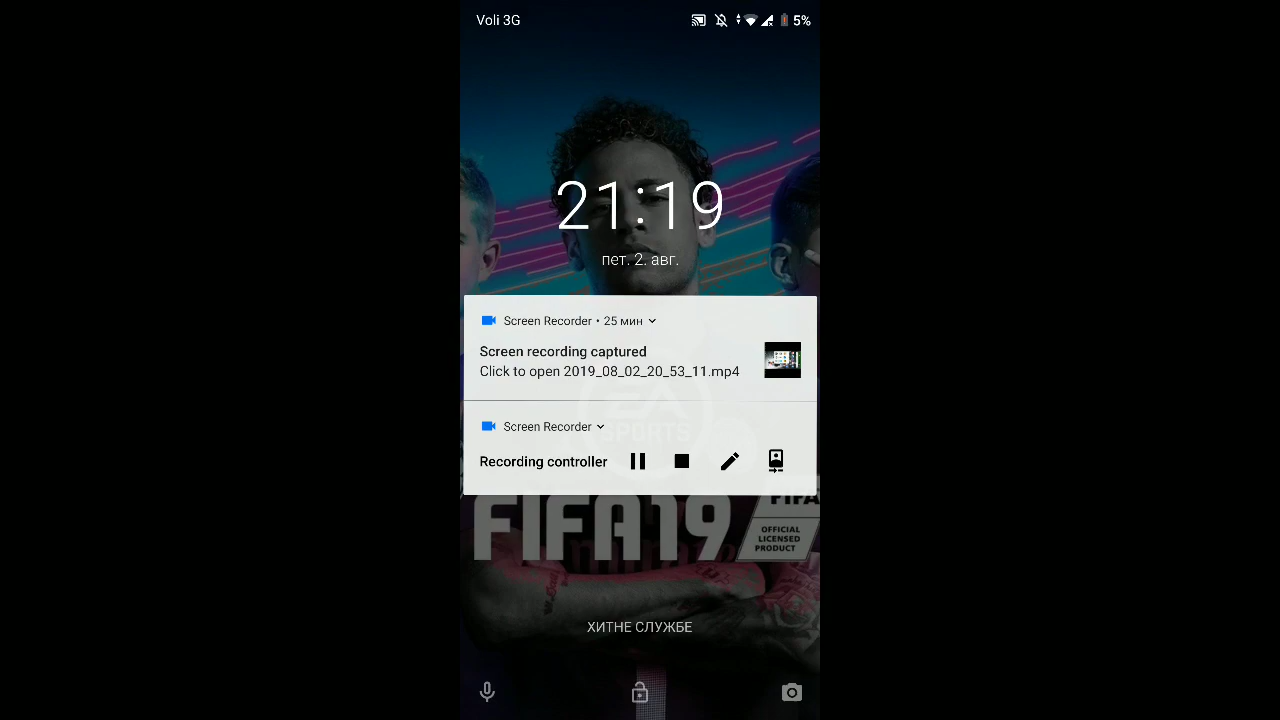 Voli 3G
5%
21:19
пет. 2. авг.
Screen Recorder • 25 мин
Screen recording captured
Click to open 2019_08_02_20_53_11.mp4
EA
SPORTS
Screen Recorder
Recording controller
FIFA19
FIFA
OFFICIAL
LICENSED
PRODUCT
ХИТНЕ СЛУЖБЕ